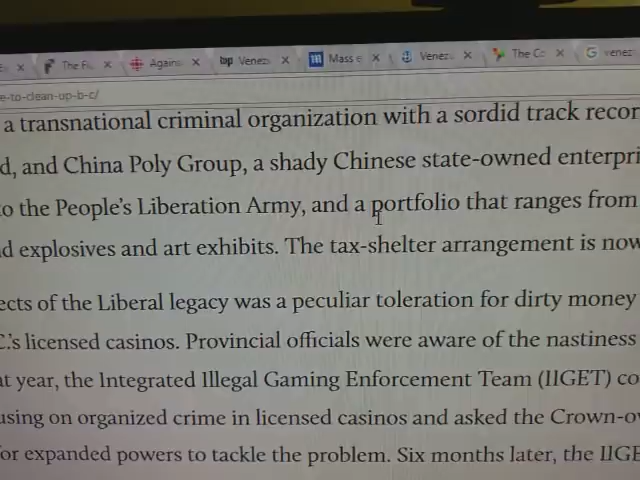 The Fi
Again
tap Venez
m Mass e
Venez
The Co
G venez
e-to-clean-up-b-c/
a transnational criminal organization with a sordid track recor
d, and China Poly Group, a shady Chinese state-owned enterpri
o the People's Liberation Army, and a portfolio that ranges from
d explosives and art exhibits. The tax-shelter arrangement is now
ects of the Liberal legacy was a peculiar toleration for dirty money
C.'s licensed casinos. Provincial officials were aware of the nastiness
at year, the Integrated Illegal Gaming Enforcement Team (IIGET) co
using on organized crime in licensed casinos and asked the Crown-ow
or expanded powers to tackle the problem. Six months later, the IIGE